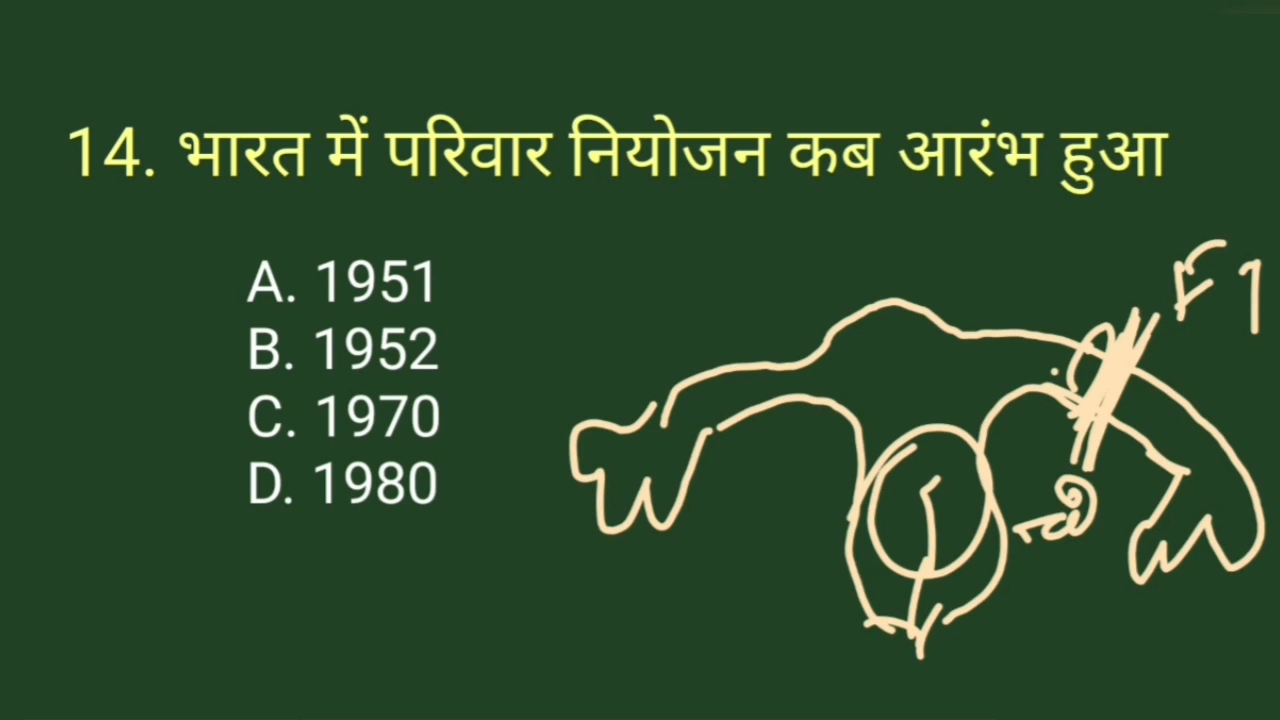 14. भारत में परिवार नियोजन कब आरंभ हुआ
A. 1951
B. 1952
C. 1970
D. 1980